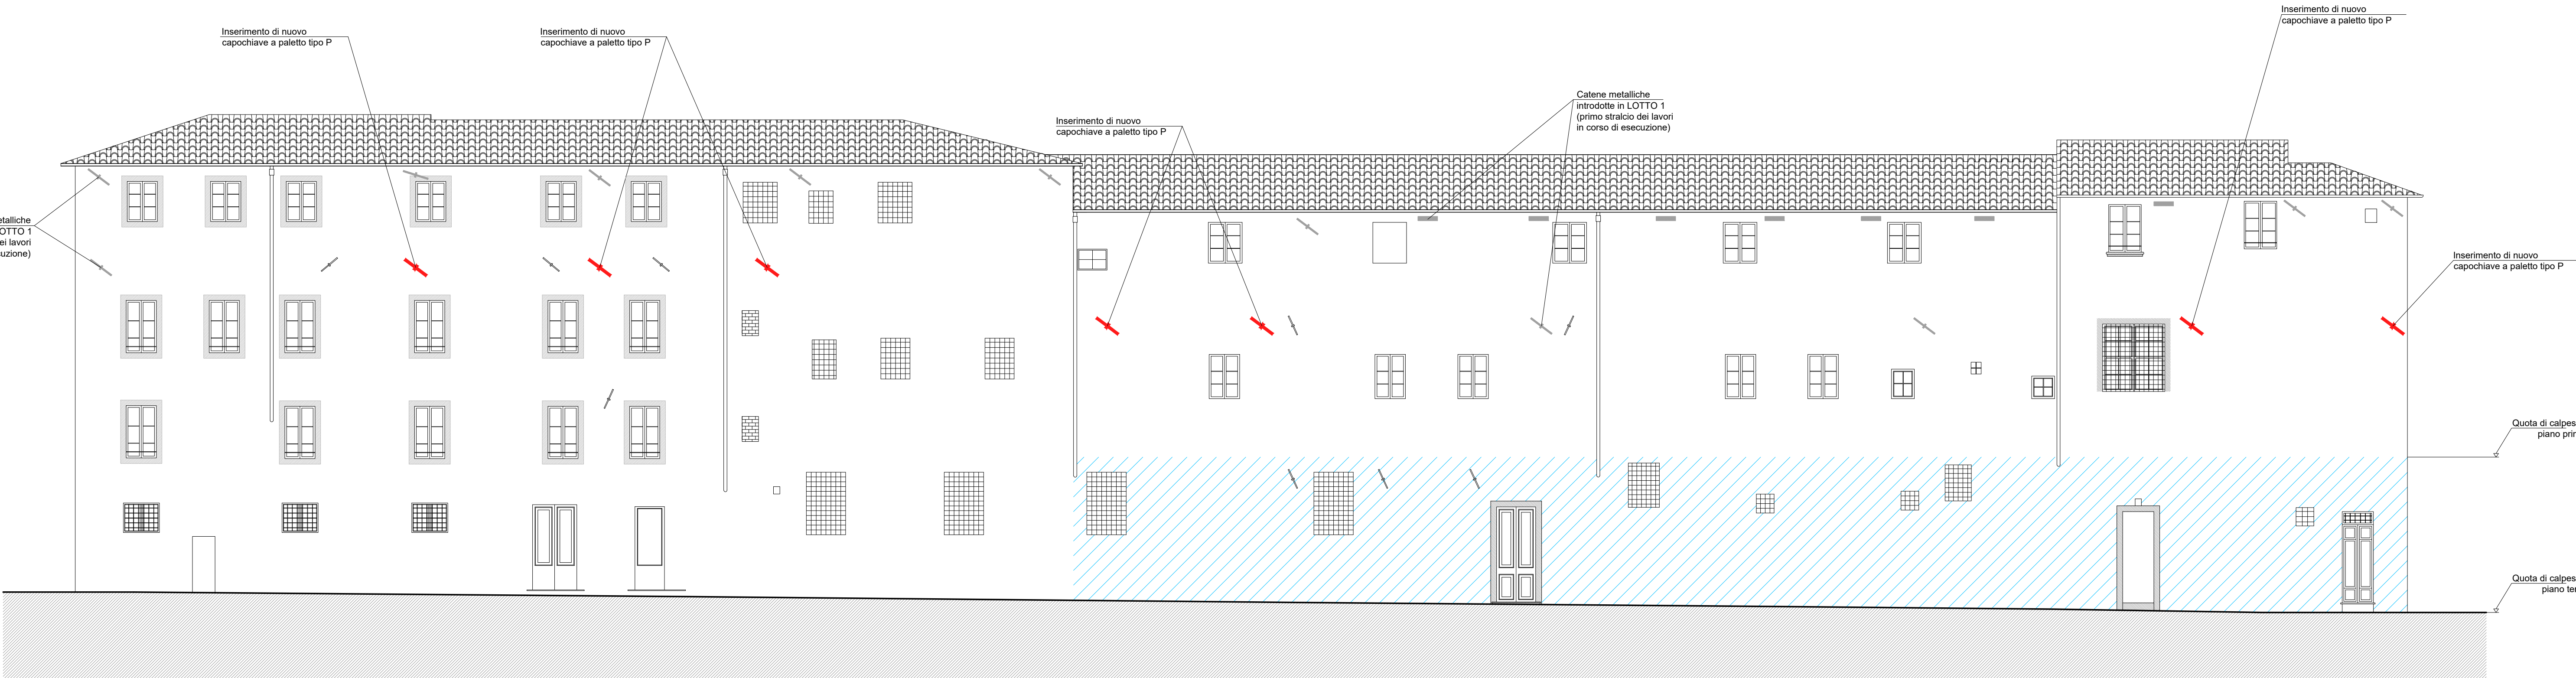 Inserimento di nuovo
capochiave a paletto tipo P
Inserimento di nuovo
capochiave a paletto tipo P
Inserimento di nuovo
capochiave a paletto tipo P
Catene metalliche
introdotte in LOTTO 1
(primo stralcio dei lavori
in corso di esecuzione)
Inserimento di nuovo
capochiave a paletto tipo P
etalliche
OTTO 1
ei lavori
cuzione)
Inserimento di nuovo
capochiave a paletto tipo P
Quota di calpes
piano prin
Quota di calpes
piano ter